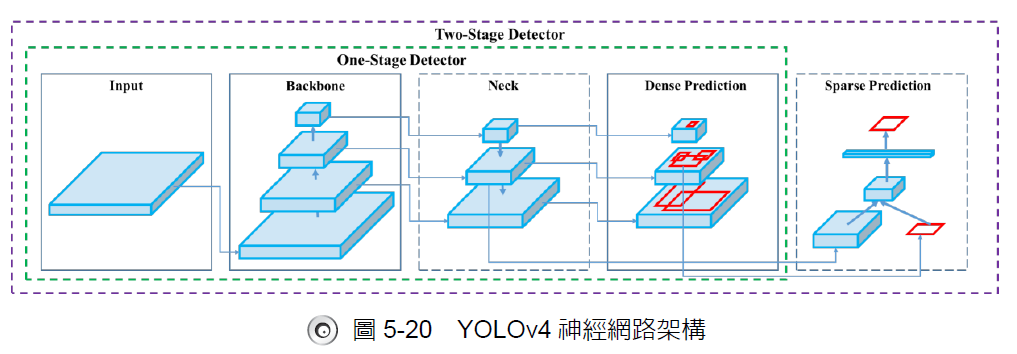 Two-Stage Detector
One-Stage Detector
Input
Backbone
Neck
Dense Prediction
Sparse Prediction
圖 5-20 YOLOv4 神經網路架構